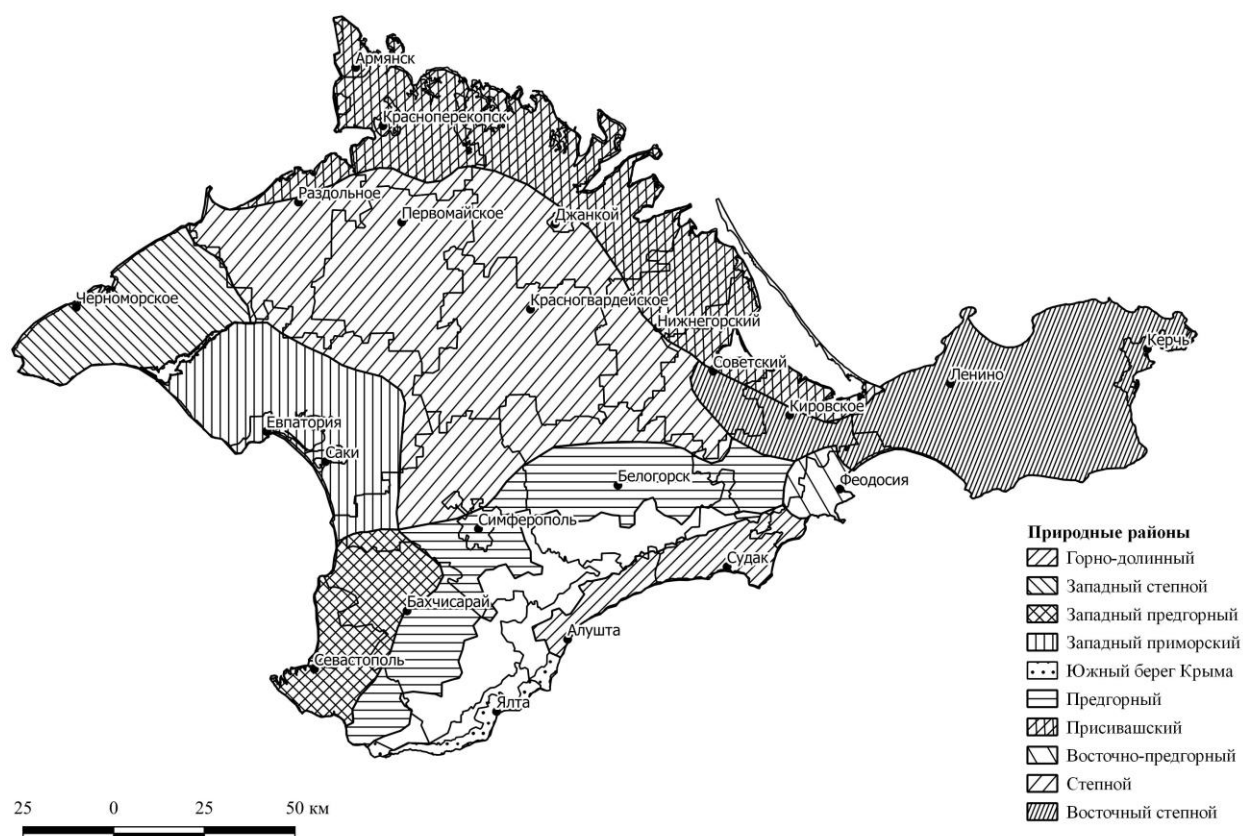 Армянск
Красноперекопск
Раздольное
Первомайское
Джанкой
Черноморское
Красногвардейское
Нижнегорский
Советский
Керчь
Ленино
Кировское
Евпатория
Саки
Белогорск
Феодосия
Симферополь
Судак
Бахчисарай
Алушта
Севастополь
Ялта
Природные районы
Горно-долинный
Западный степной
Западный предгорный
Западный приморский
Южный берег Крыма
Предгорный
Присивашский
Восточно-предгорный
Степной
Восточный степной
25 0 25 50 км